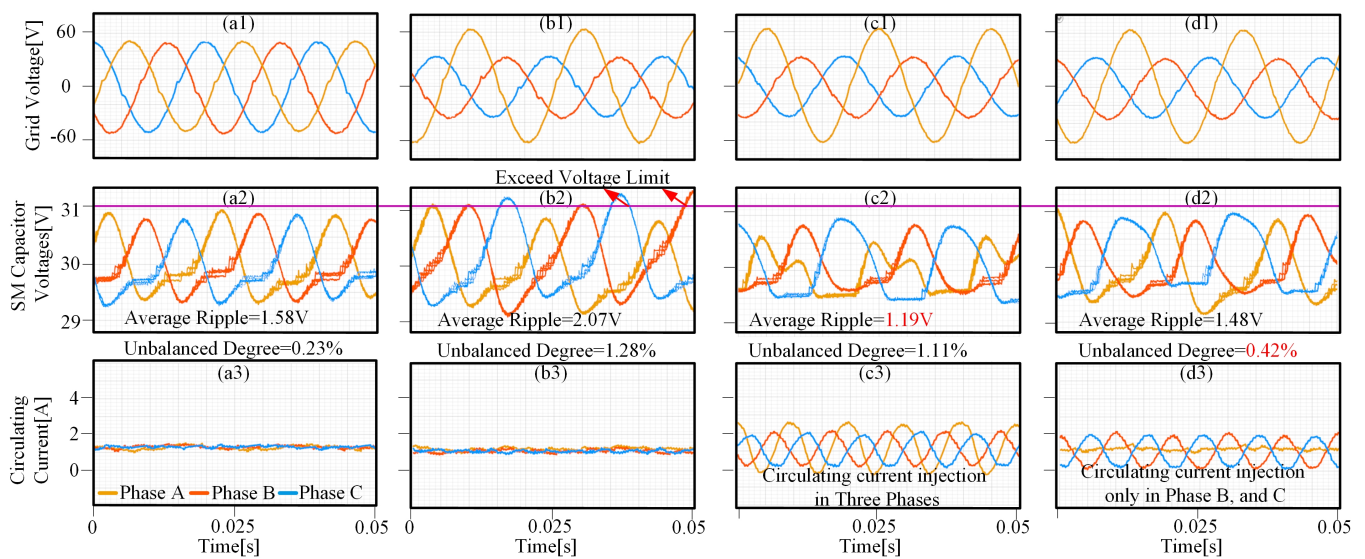 (a1)
(b1)
(c1)
(d1)
Grid Voltage[V]
60
0
-60
Exceed Voltage Limit
(a2)
(b2)
(c2)
(d2)
SM Capacitor
Voltages[V]
31
30
29
Average Ripple=1.58V
Average Ripple=2.07V
Average Ripple=1.19V
Average Ripple=1.48V
Unbalanced Degree=0.23%
Unbalanced Degree=1.28%
Unbalanced Degree=1.11%
Unbalanced Degree=0.42%
(a3)
(b3)
(c3)
(d3)
Circulating
Current[A]
4
2
0
Phase A
Phase B
Phase C
Circulating current injection
in Three Phases
Circulating current injection
only in Phase B, and C
0
0.025
0.05
0
0.025
0.05
0.025
0.05
0.025
0.05
Time[s]
Time[s]
Time[s]
Time[s]